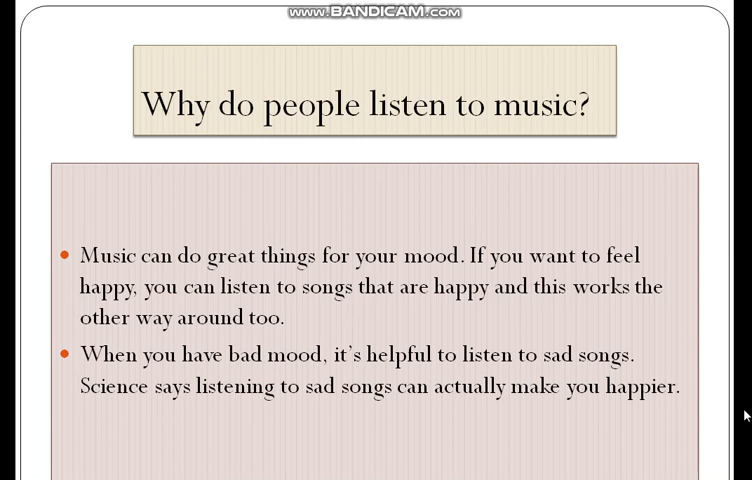 WWW.BANDICAM.COM
Why do people listen to music?
• Music can do great things for your mood. If you want to feel
happy, you can listen to songs that are happy and this works the
other way around too.
• When you have bad mood, it's helpful to listen to sad songs.
Science says listening to sad songs can actually make you happier.